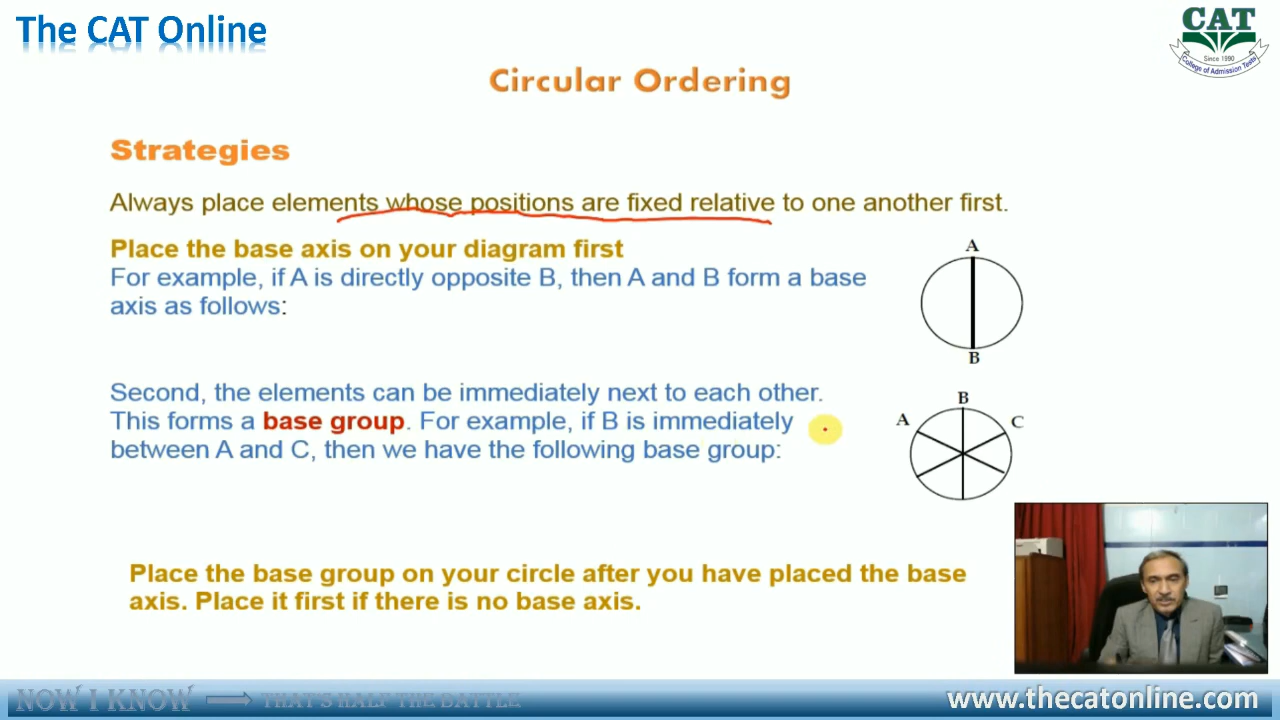 The CAT Online
CAT
Since 1990
College of Admission Tests
Circular Ordering
Strategies
Always place elements whose positions are fixed relative to one another first.
Place the base axis on your diagram first
For example, if A is directly opposite B, then A and B form a base
axis as follows:
A
B
Second, the elements can be immediately next to each other.
This forms a base group. For example, if B is immediately
between A and C, then we have the following base group:
B
A
C
Place the base group on your circle after you have placed the base
axis. Place it first if there is no base axis.
NOW I KNOW
THAT'S HALF THE BATTLE
www.thecatonline.com